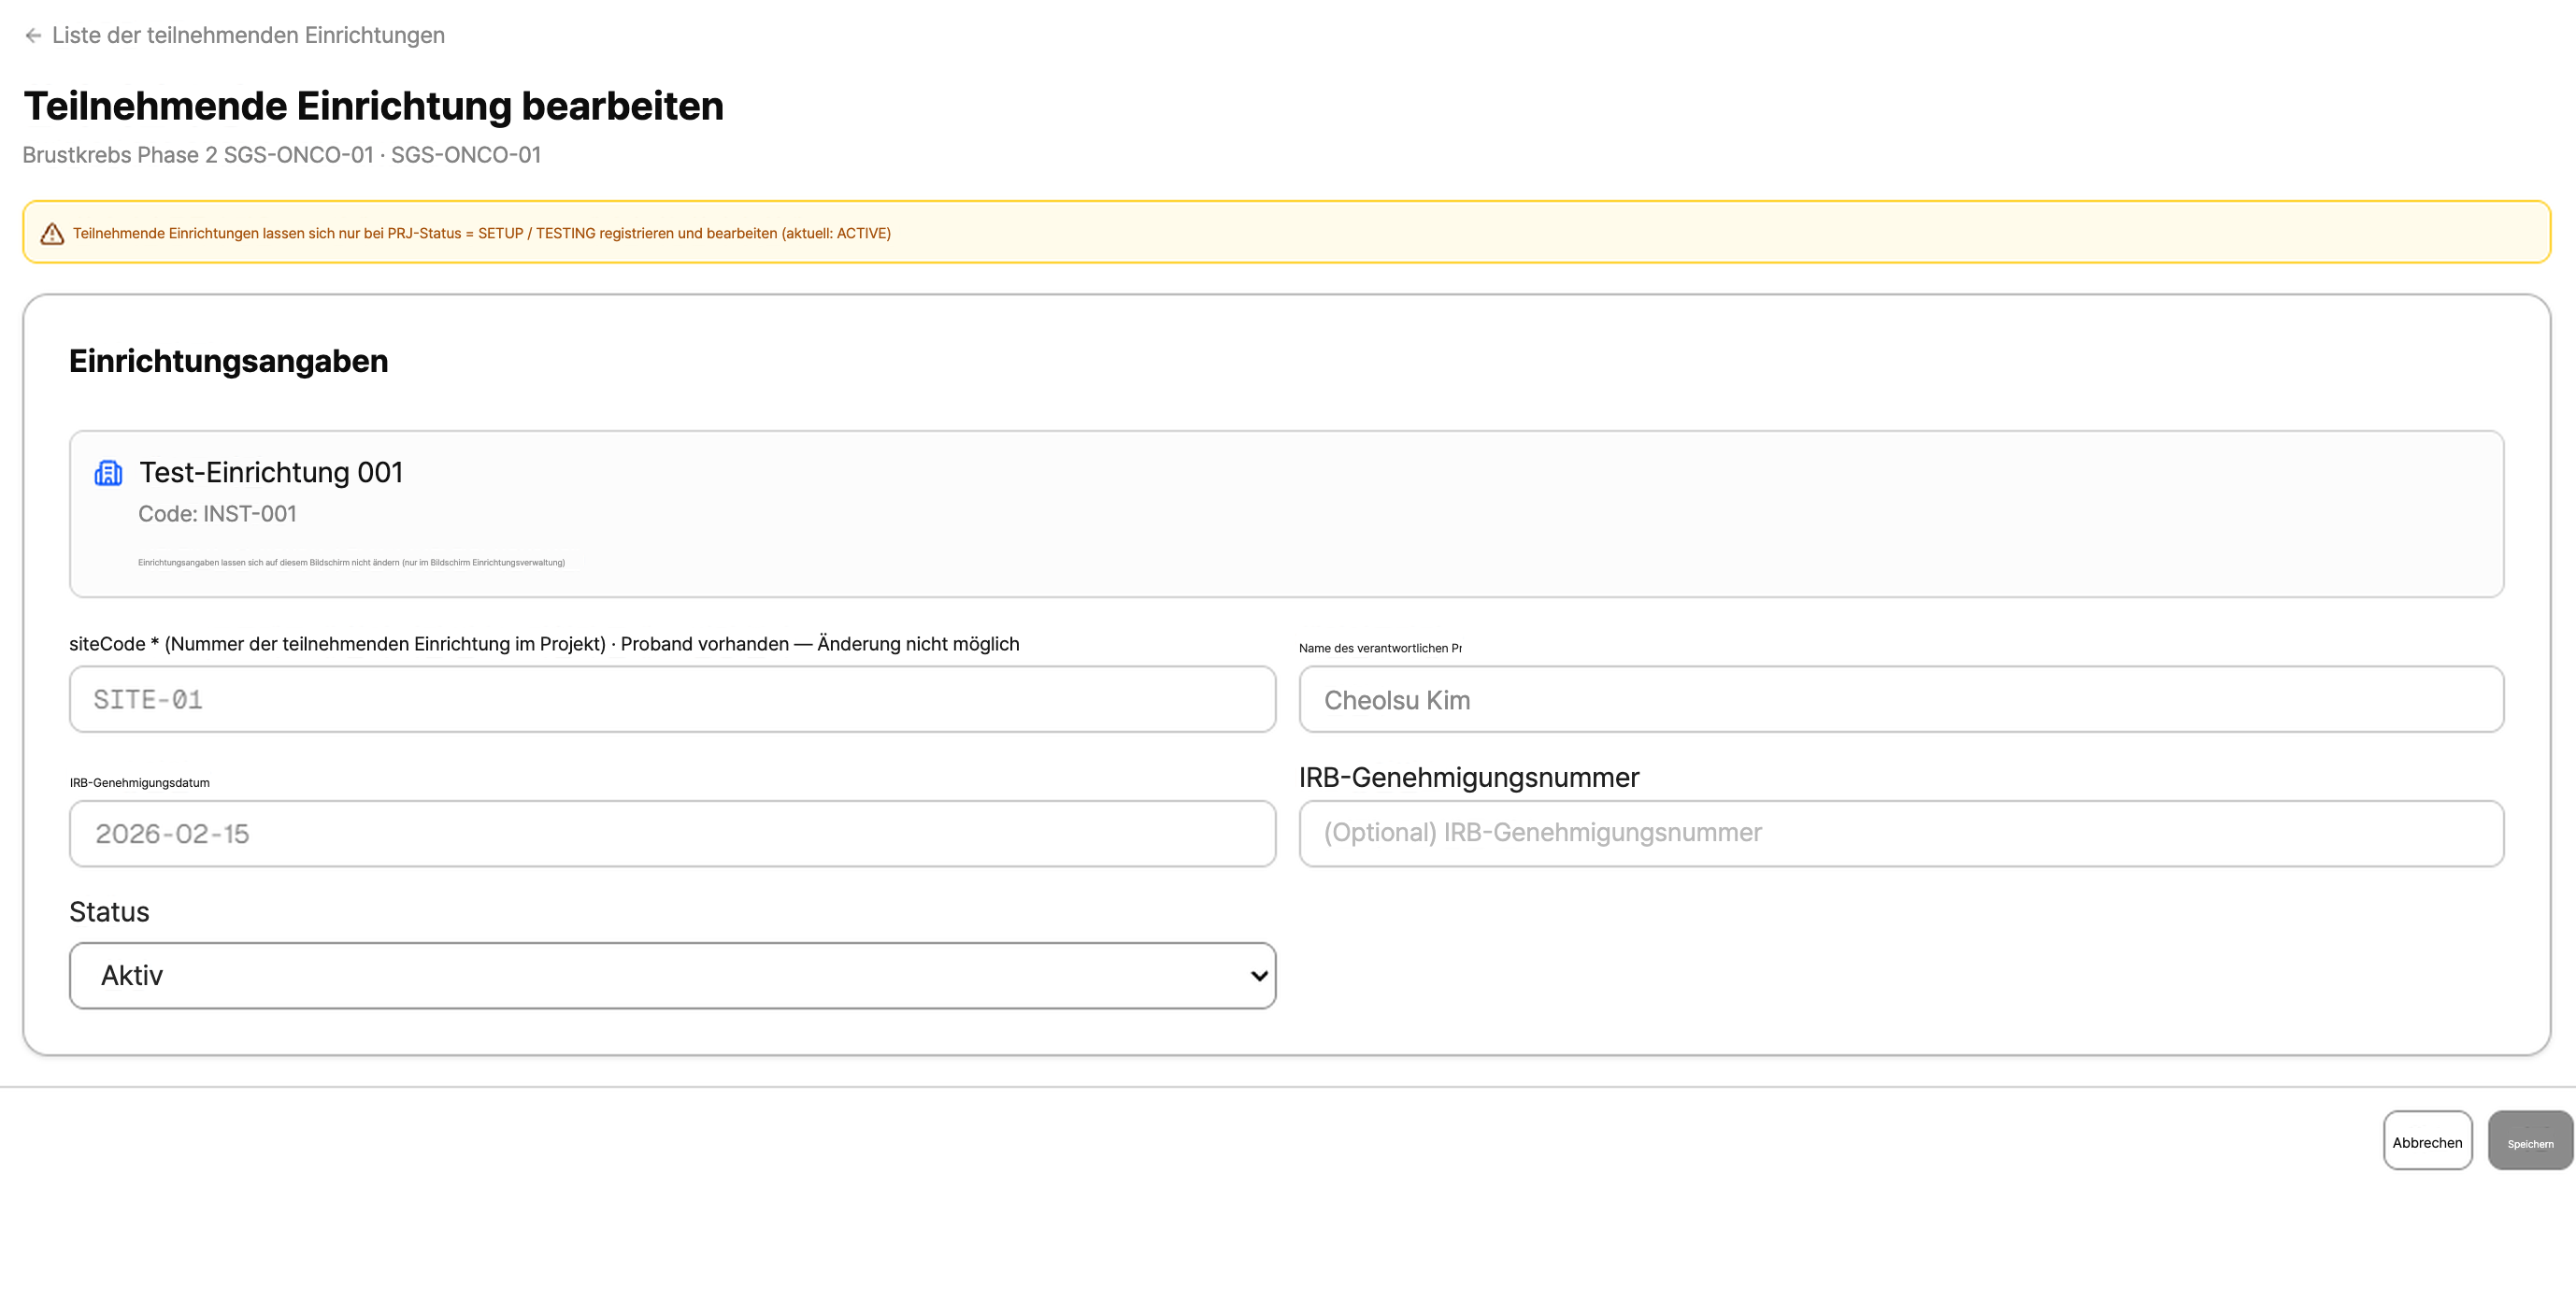 Liste der teilnehmenden Einrichtungen
Teilnehmende Einrichtung bearbeiten
Brustkrebs Phase 2 SGS-ONCO-01 · SGS-ONCO-01
Teilnehmende Einrichtungen lassen sich nur bei PRJ-Status = SETUP / TESTING registrieren und bearbeiten (aktuell: ACTIVE)
Einrichtungsangaben
Test-Einrichtung 001
Code: INST-001
Einrichtungsangaben lassen sich auf diesem Bildschirm nicht ändern (nur im Bildschirm Einrichtungsverwaltung)
siteCode * (Nummer der teilnehmenden Einrichtung im Projekt) · Proband vorhanden — Änderung nicht möglich
Name des verantwortlichen Pr
SITE-01
Cheolsu Kim
IRB-Genehmigungsdatum
IRB-Genehmigungsnummer
2026-02-15
(Optional) IRB-Genehmigungsnummer
Status
Aktiv
Abbrechen
Speichern